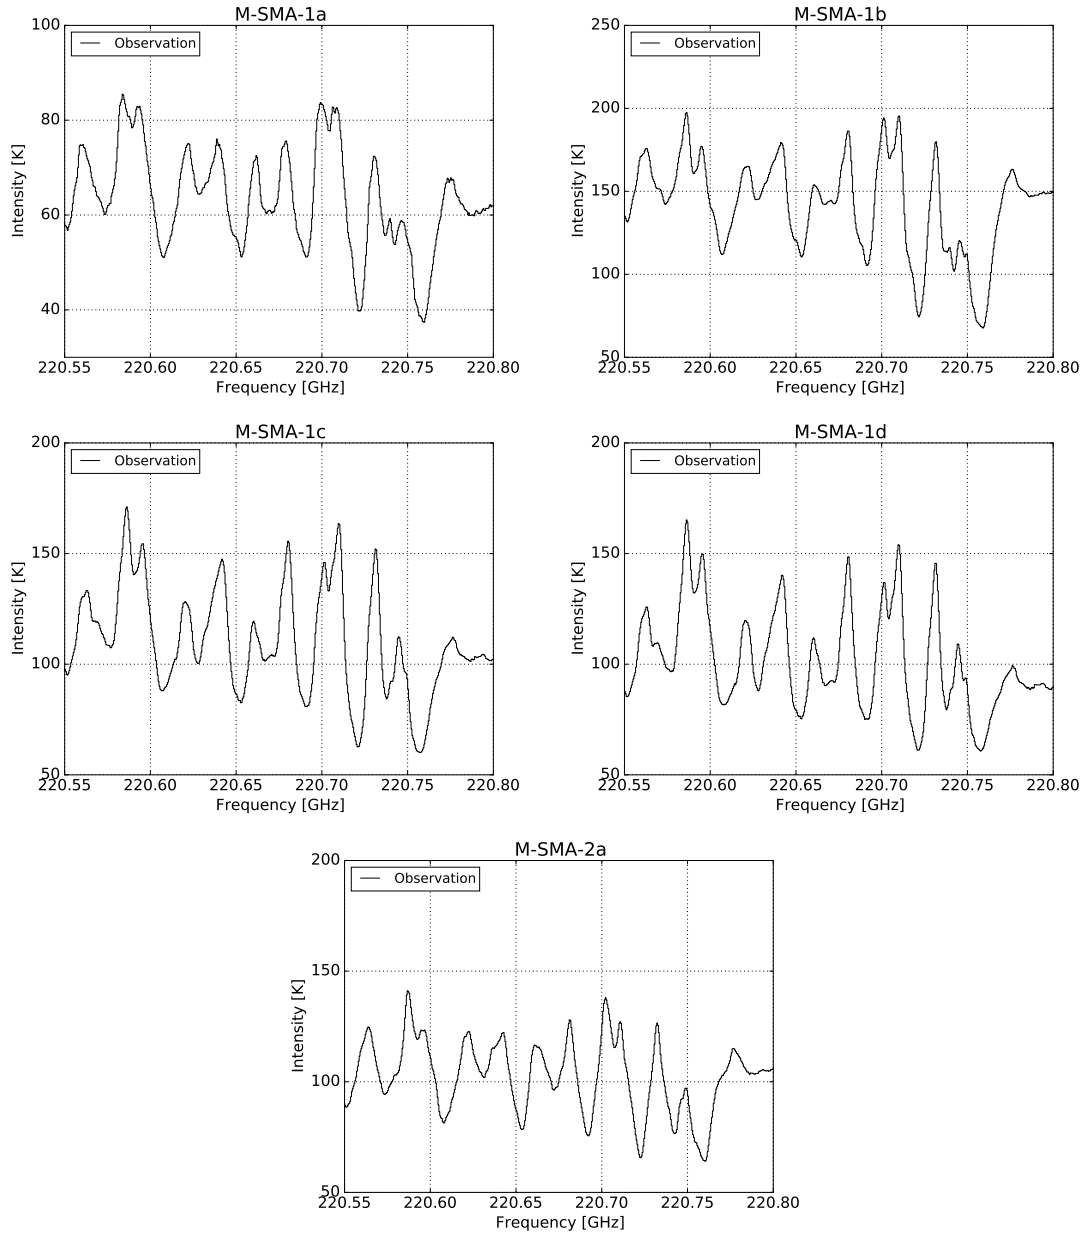 M-SMA-1a
100
80
60
40
Intensity [K]
Observation
220.55 220.60 220.65 220.70 220.75 220.80
Frequency [GHz]
M-SMA-1b
250
200
150
100
50
Intensity [K]
Observation
220.55 220.60 220.65 220.70 220.75 220.80
Frequency [GHz]
M-SMA-1c
200
150
100
50
Intensity [K]
Observation
220.55 220.60 220.65 220.70 220.75 220.80
Frequency [GHz]
M-SMA-1d
200
150
100
50
Intensity [K]
Observation
220.55 220.60 220.65 220.70 220.75 220.80
Frequency [GHz]
M-SMA-2a
200
150
100
50
Intensity [K]
Observation
220.55 220.60 220.65 220.70 220.75 220.80
Frequency [GHz]